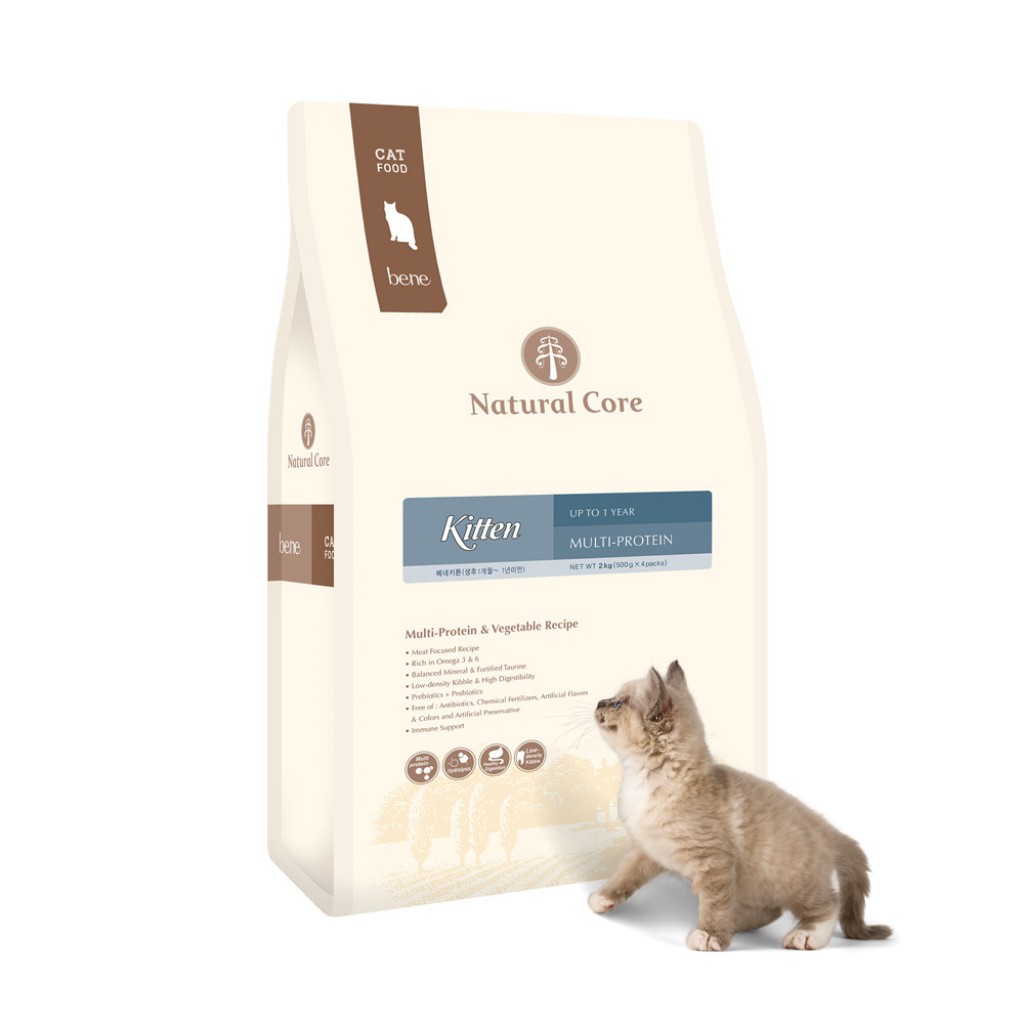 CAT
FOOD
bene
Natural Core
Natural Core
bene
CA
FOO
Kitten
UP TO 1 YEAR
MULTI-PROTEIN
베네키튼(생후1개월~ 1년미만)
NET WT 2kg(500g×4packs)
Multi-Protein & Vegetable Recipe
• Meat Focused Recipe
• Rich in Omega 3 & 6
• Balanced Mineral & Fortified Taurine
• Low-density Kibble & High Digestibility
• Prebiotics + Probiotics
• Free of : Antibiotics, Chemical Fertilizers, Artificial Flavors
& Colors and Artificial Preservative
• Immune Support
Multi
protein
Hydrolysis
Healthy
Digestion
Low-
density
Kibble